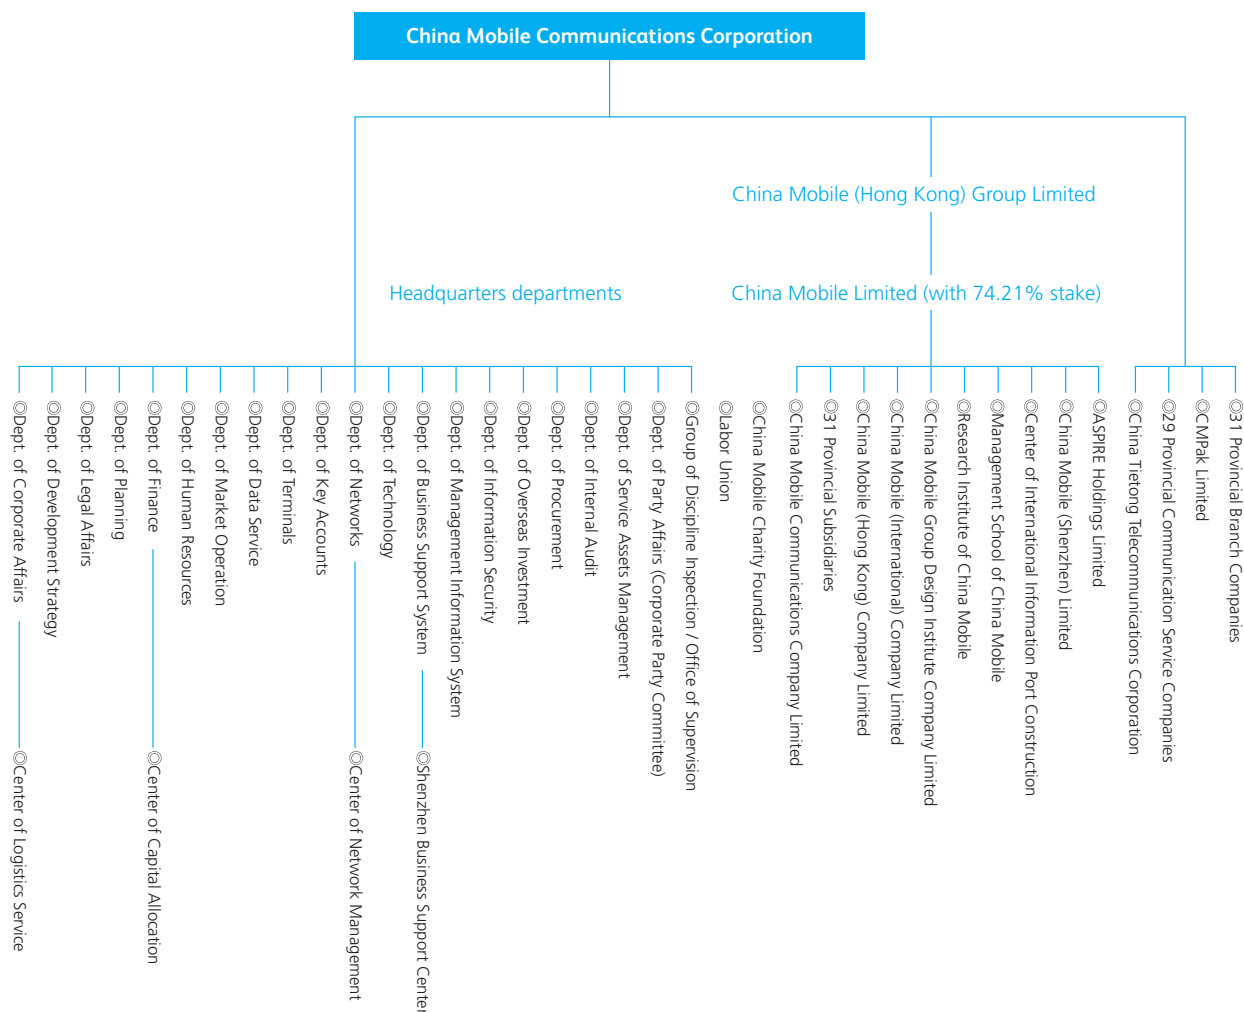 China Mobile Communications Corporation
China Mobile (Hong Kong) Group Limited
Headquarters departments
China Mobile Limited (with 74.21% stake)
◎Dept. of Corporate Affairs
◎Dept. of Development Strategy
◎Dept. of Legal Affairs
◎Dept. of Planning
◎Dept. of Finance
◎Dept. of Human Resources
◎Dept. of Market Operation
◎Dept. of Data Service
◎Dept. of Terminals
◎Dept. of Key Accounts
◎Dept. of Networks
◎Dept. of Technology
◎Dept. of Business Support System
◎Dept. of Management Information System
◎Dept. of Information Security
◎Dept. of Overseas Investment
◎Dept. of Procurement
◎Dept. of Internal Audit
◎Dept. of Service Assets Management
◎Dept. of Party Affairs (Corporate Party Committee)
◎Group of Discipline Inspection / Office of Supervision
◎Labor Union
◎China Mobile Charity Foundation
◎China Mobile Communications Company Limited
◎31 Provincial Subsidiaries
◎China Mobile (Hong Kong) Company Limited
◎China Mobile (International) Company Limited
◎China Mobile Group Design Institute Company Limited
◎Research Institute of China Mobile
◎Management School of China Mobile
◎Center of International Information Port Construction
◎China Mobile (Shenzhen) Limited
◎ASPIRE Holdings Limited
◎China Tietong Telecommunications Corporation
◎29 Provincial Communication Service Companies
◎CMPak Limited
◎31 Provincial Branch Companies
◎Center of Logistics Service
◎Center of Capital Allocation
◎Center of Network Management
◎Shenzhen Business Support Center